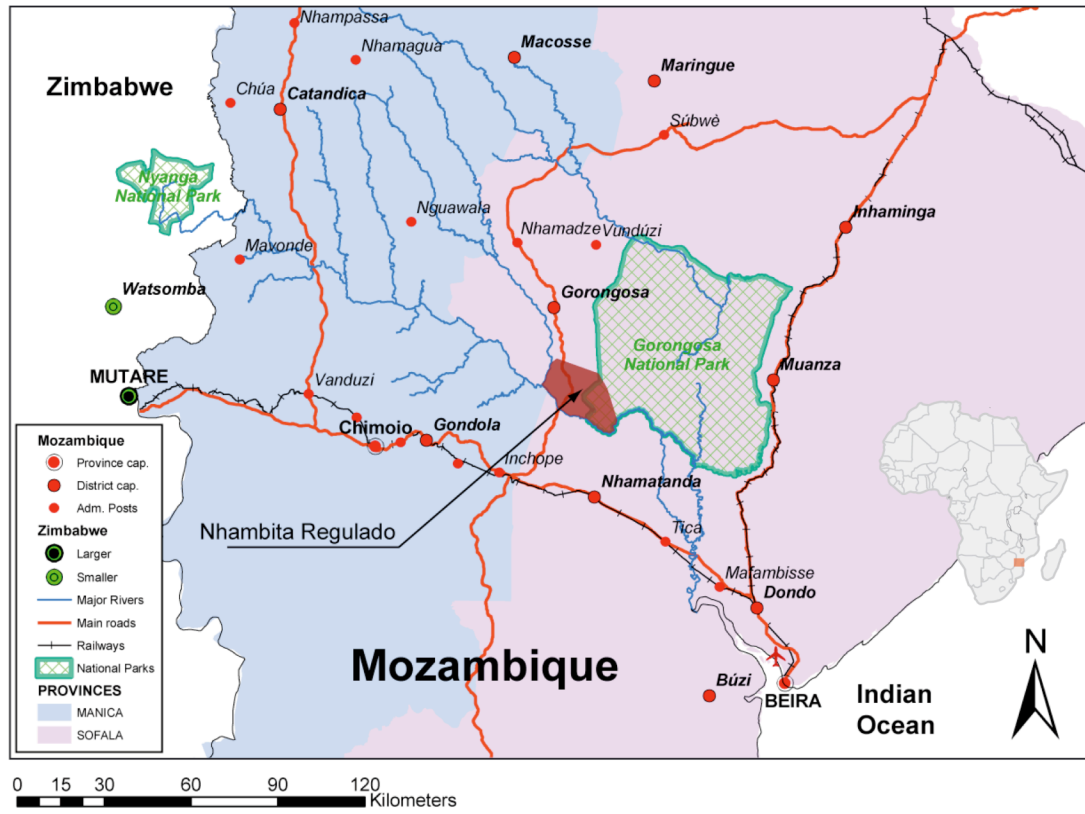 Nhampassa
Nhamagua
Macosse
Maringue
Zimbabwe
Chúa
Catandica
Súbwè
Nyanga
National Park
Nguawala
Nhamadze
Vundúzi
Inhaminga
Mavonde
Watsomba
Gorongosa
Gorongosa
National Park
MUTARE
Vanduzi
Muanza
Chimoio
Gondola
Inchope
Nhamatanda
Nhambita Regulado
Tica
Mafambisse
Dondo
Mozambique
Búzi
BEIRA
Indian
Ocean
N
Mozambique
Province cap.
District cap.
Adm. Posts
Zimbabwe
Larger
Smaller
Major Rivers
Main roads
Railways
National Parks
PROVINCES
MANICA
SOFALA
0 15 30 60 90 120
Kilometers